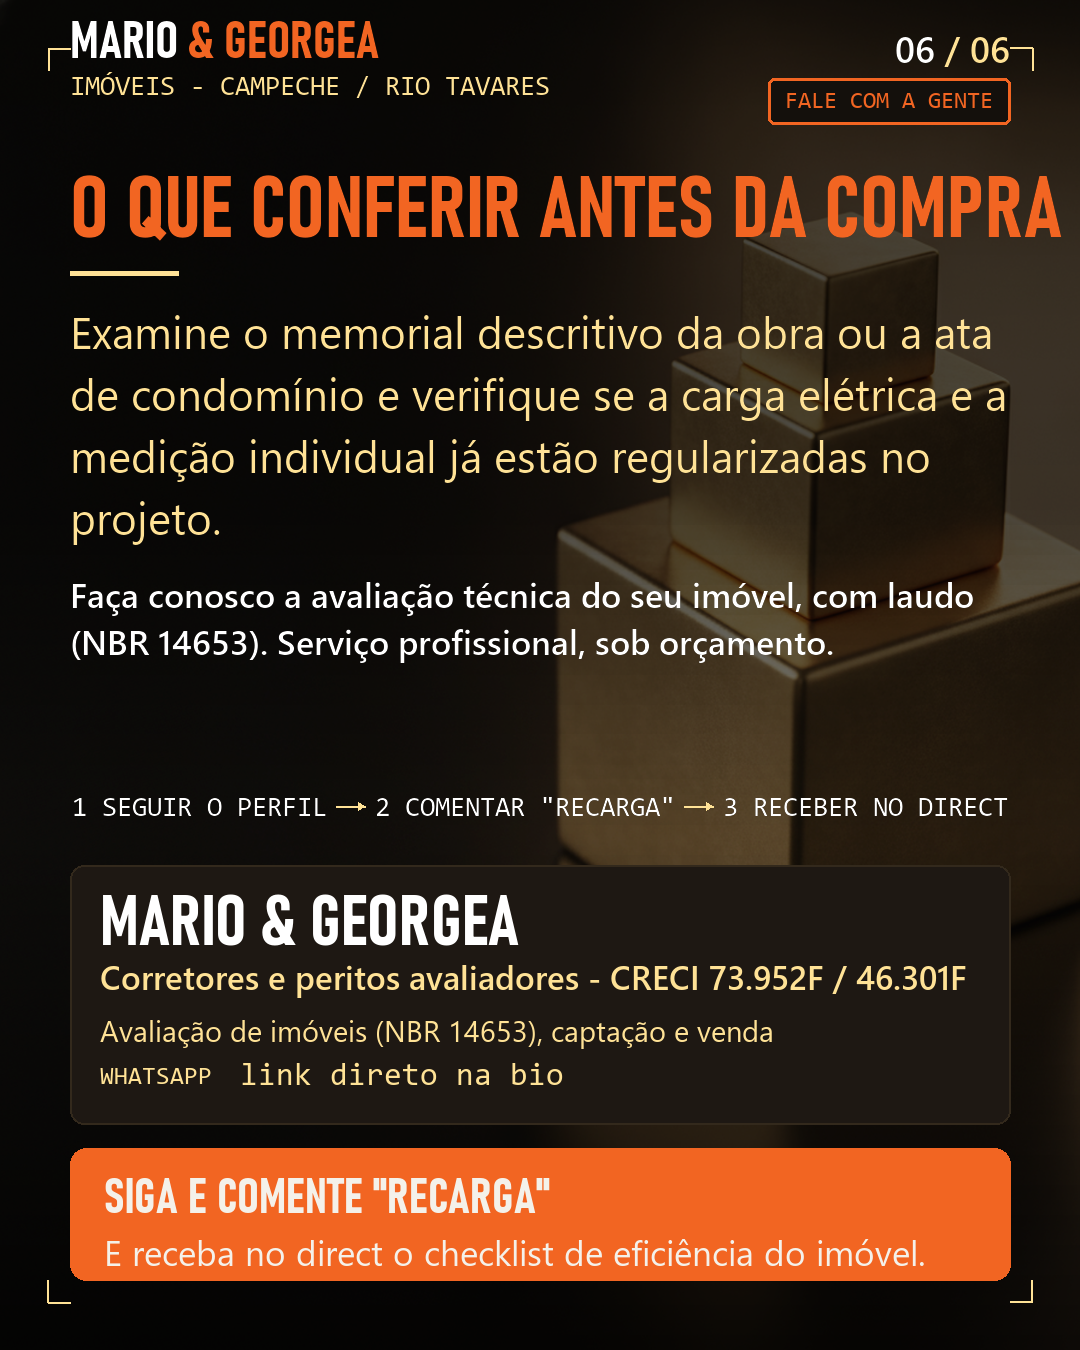 MARIO & GEORGEA
IMÓVEIS - CAMPECHE / RIO TAVARES
06 / 06
FALE COM A GENTE
O QUE CONFERIR ANTES DA COMPRA
Examine o memorial descritivo da obra ou a ata
de condomínio e verifique se a carga elétrica e a
medição individual já estão regularizadas no
projeto.
Faça conosco a avaliação técnica do seu imóvel, com laudo
(NBR 14653). Serviço profissional, sob orçamento.
1 SEGUIR O PERFIL → 2 COMENTAR "RECARGA" → 3 RECEBER NO DIRECT
MARIO & GEORGEA
Corretores e peritos avaliadores - CRECI 73.952F / 46.301F
Avaliação de imóveis (NBR 14653), captação e venda
WHATSAPP link direto na bio
SIGA E COMENTE "RECARGA"
E receba no direct o checklist de eficiência do imóvel.